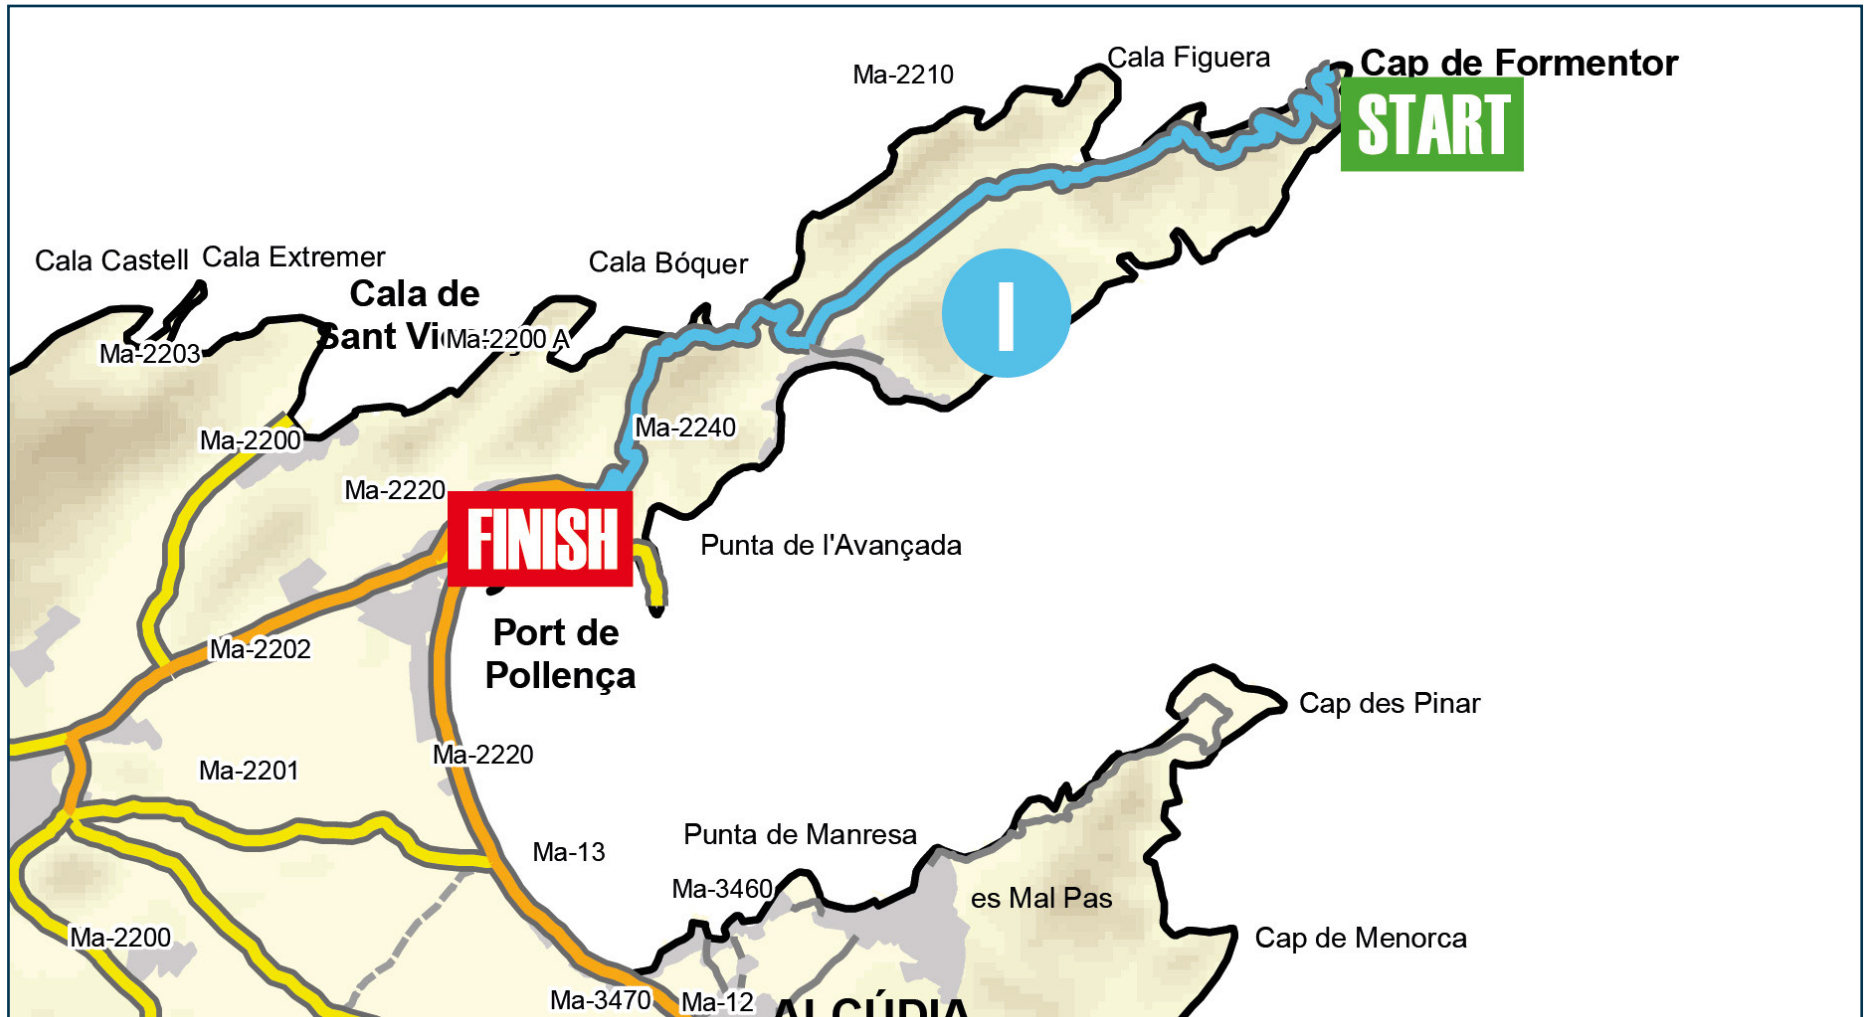 Cap de Formentor
Cala Figuera
Ma-2210
START
Cala Castell
Cala Extremer
Cala Bóquer
Cala de
Sant Vi
Ma-2200 A
Ma-2203
I
Ma-2240
Ma-2200
Ma-2220
FINISH
Punta de l'Avançada
Port de
Pollença
Ma-2202
Cap des Pinar
Ma-2220
Ma-2201
Punta de Manresa
Ma-13
Ma-3460
es Mal Pas
Ma-2200
Cap de Menorca
Ma-3470
Ma-12
ALCÚDIA